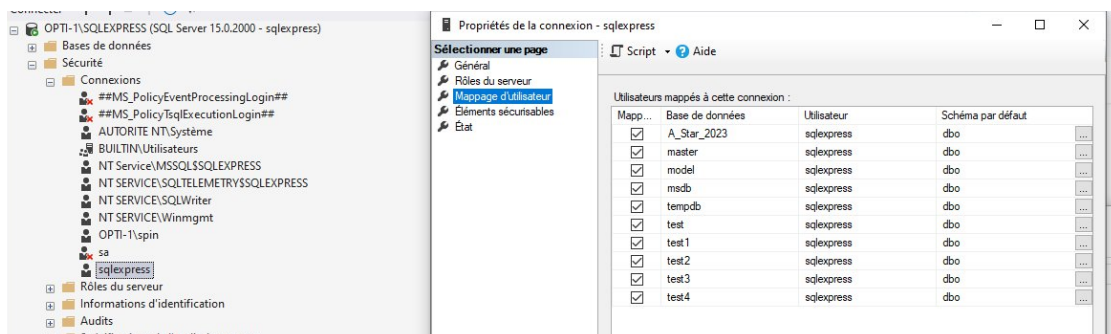 OPTI-1\SQLEXPRESS (SQL Server 15.0.2000 - sqlexpress)
Bases de données
Sécurité
Connexions
##MS_PolicyEventProcessingLogin##
##MS_PolicyTsqlExecutionLogin##
AUTORITE NT\Système
BUILTIN\Utilisateurs
NT Service\MSSQL$SQLEXPRESS
NT SERVICE\SQLTELEMETRY$SQLEXPRESS
NT SERVICE\SQLWriter
NT SERVICE\Winmgmt
OPTI-1\spin
sa
sqlexpress
Rôles du serveur
Informations d'identification
Audits
Propriétés de la connexion - sqlexpress
Sélectionner une page
Général
Rôles du serveur
Mappage d'utilisateur
Éléments sécurisables
État
Script Aide
Utilisateurs mappés à cette connexion :
Mapp... Base de données Utilisateur Schéma par défaut
A_Star_2023 sqlexpress dbo ...
master sqlexpress dbo ...
model sqlexpress dbo ...
msdb sqlexpress dbo ...
tempdb sqlexpress dbo ...
test sqlexpress dbo ...
test1 sqlexpress dbo ...
test2 sqlexpress dbo ...
test3 sqlexpress dbo ...
test4 sqlexpress dbo ...